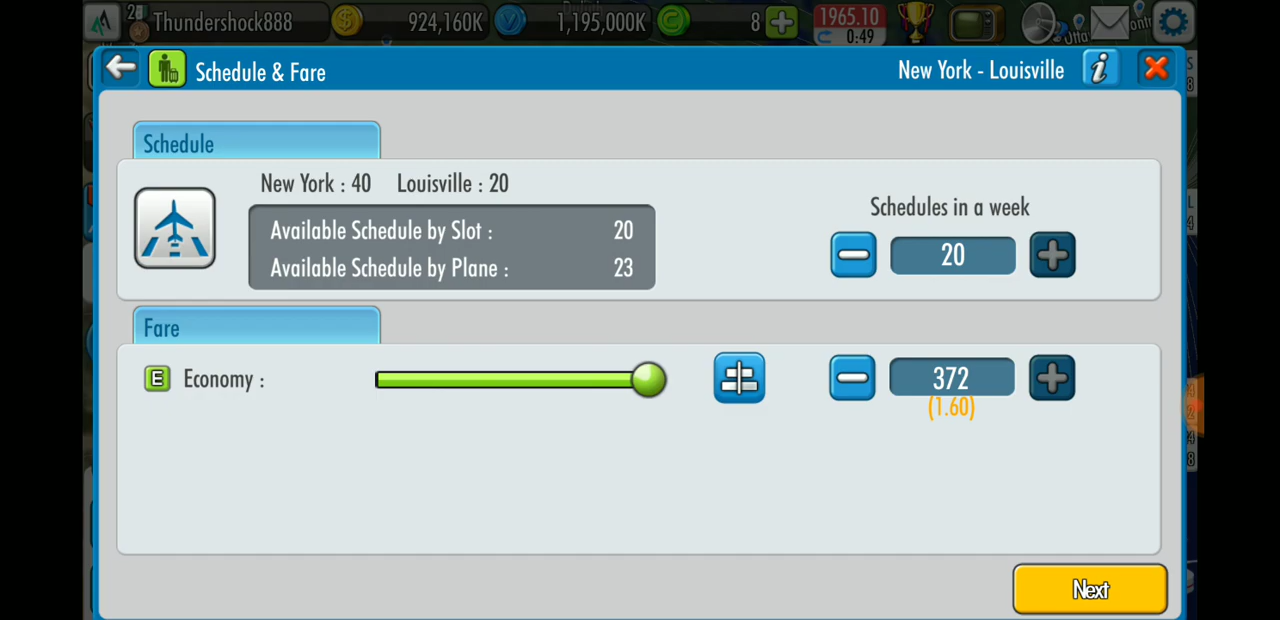 Thundershock888 924,160K 1,195,000K 8 1965.10
0:49
Schedule & Fare New York - Louisville
Schedule
New York : 40 Louisville : 20
Available Schedule by Slot : 20
Available Schedule by Plane : 23
Schedules in a week
20
Fare
E Economy : 372
(1.60)
Next